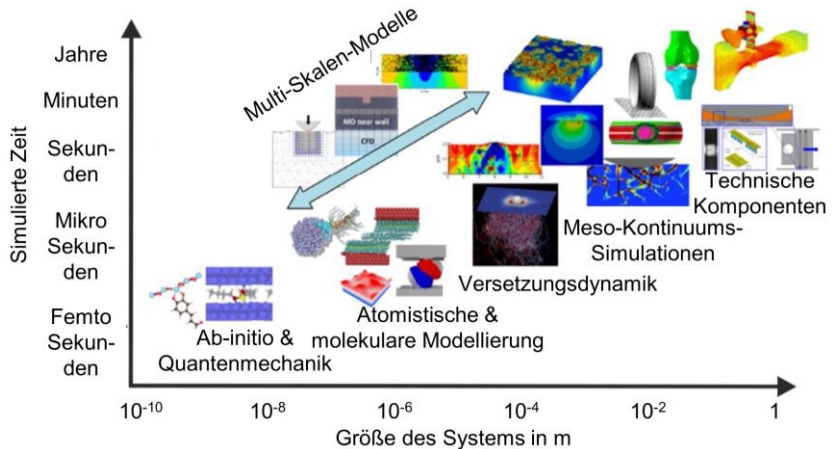 Jahre
Minuten
Sekun-
den
Mikro
Sekun-
den
Femto
Sekun-
den
Simulierte Zeit
Multi-Skalen-Modelle
MD near wall
CFD
Technische
Komponenten
Meso-Kontinuums-
Simulationen
Versetzungsdynamik
Atomistische &
molekulare Modellierung
Ab-initio &
Quantenmechanik
10-10
10-8
10-6
10-4
10-2
1
Größe des Systems in m